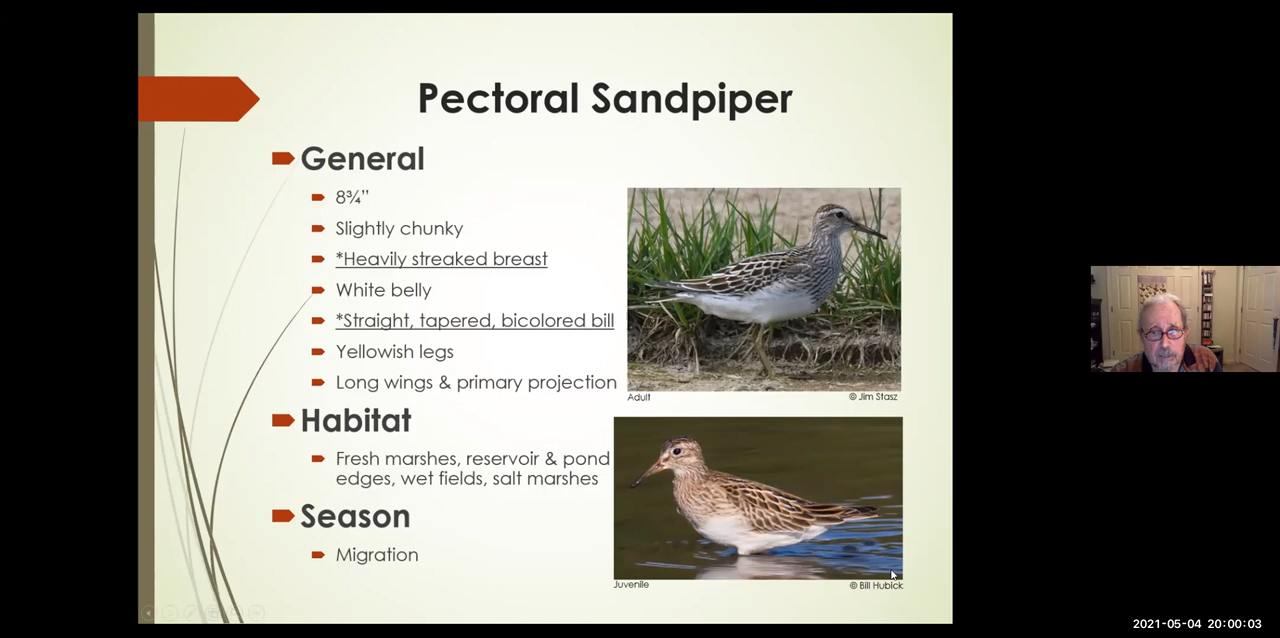 Pectoral Sandpiper
General
8¾”
Slightly chunky
*Heavily streaked breast
White belly
*Straight, tapered, bicolored bill
Yellowish legs
Long wings & primary projection
Adult
© Jim Stasz
Habitat
Fresh marshes, reservoir & pond
edges, wet fields, salt marshes
Season
Migration
Juvenile
© Bill Hubick
2021-05-04 20:00:03